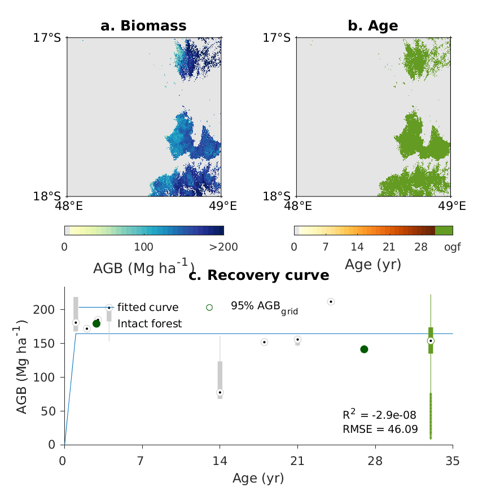 a. Biomass
b. Age
17°S
17°S
18°S
18°S
48°E
49°E
48°E
49°E
0
100
>200
0
7
14
21
28
ogf
AGB (Mg ha⁻¹)
Age (yr)
c. Recovery curve
AGB (Mg ha⁻¹)
200
150
100
50
0
fitted curve
Intact forest
95% AGB_grid
R² = -2.9e-08
RMSE = 46.09
0
7
14
21
28
35
Age (yr)